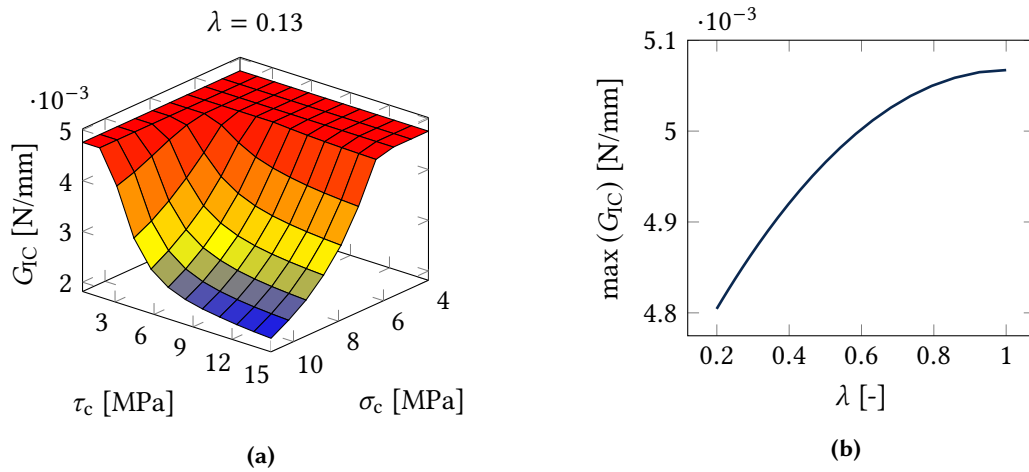 λ = 0.13
·10⁻³
5
4
3
2
G_IC [N/mm]
3
6
9
12
15
τ_c [MPa]
10
8
6
4
σ_c [MPa]
(a)
·10⁻³
5.1
5
4.9
4.8
max (G_IC) [N/mm]
0.2 0.4 0.6 0.8 1
λ [-]
(b)